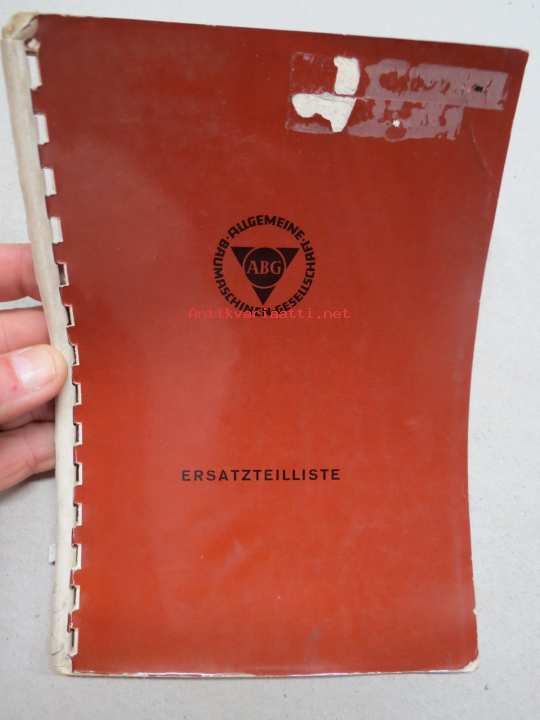 ALLGEMEINE · BAUMASCHINEN-GESELLSCHAFT ·
ABG
Antikvariaatti.net
ERSATZTEILLISTE